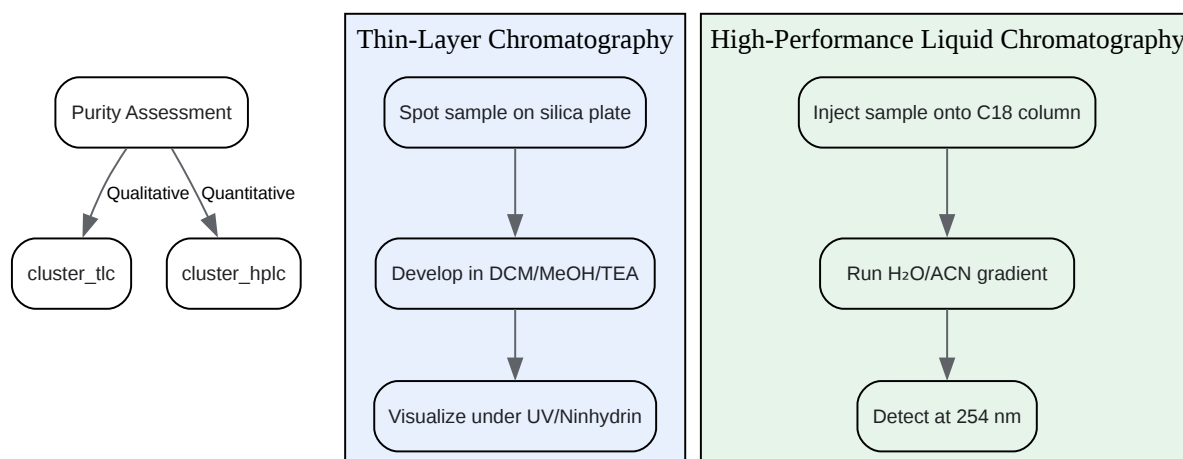 Purity Assessment
Qualitative
Quantitative
cluster_tlc
cluster_hplc
Thin-Layer Chromatography
Spot sample on silica plate
Develop in DCM/MeOH/TEA
Visualize under UV/Ninhydrin
High-Performance Liquid Chromatography
Inject sample onto C18 column
Run H₂O/ACN gradient
Detect at 254 nm